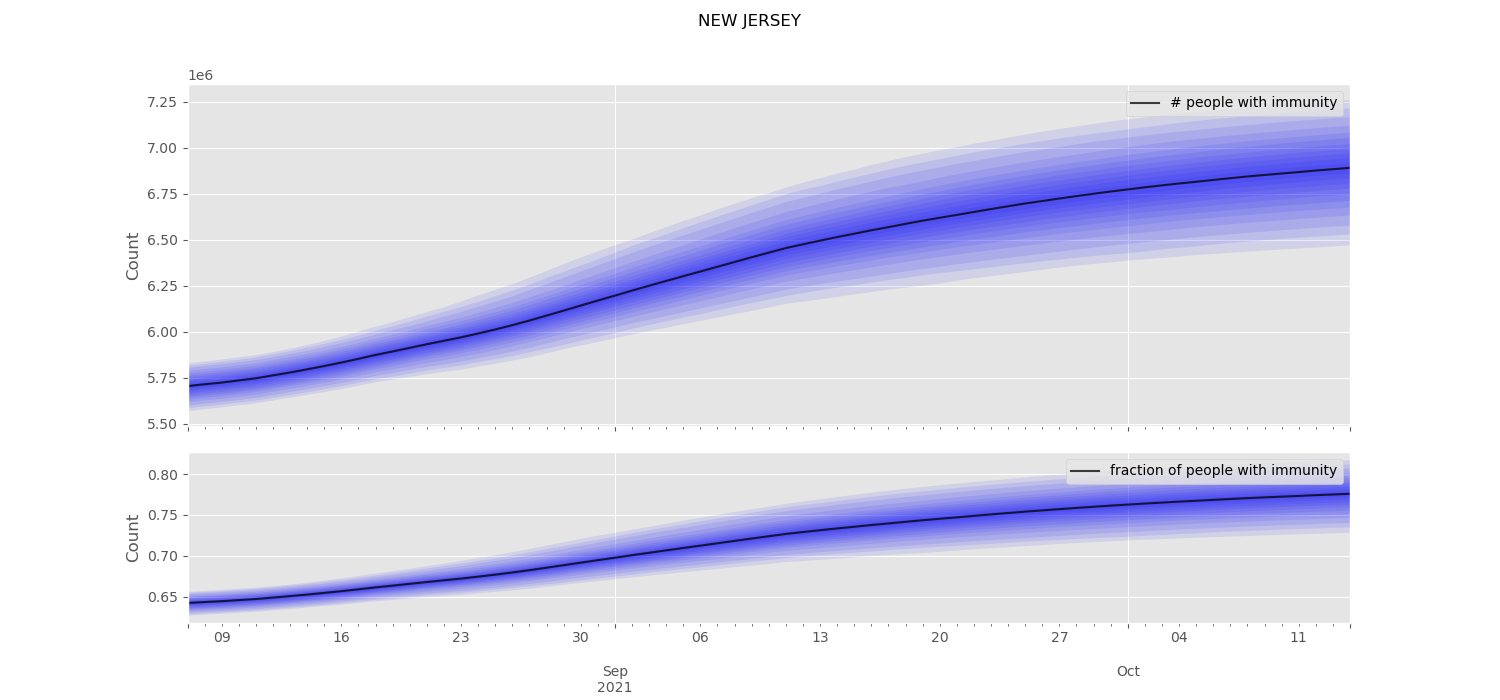 NEW JERSEY
1e6
# people with immunity
7.25
7.00
6.75
6.50
6.25
6.00
5.75
5.50
Count
fraction of people with immunity
0.80
0.75
0.70
0.65
Count
09 16 23 30 06 13 20 27 04 11
Sep Oct
2021